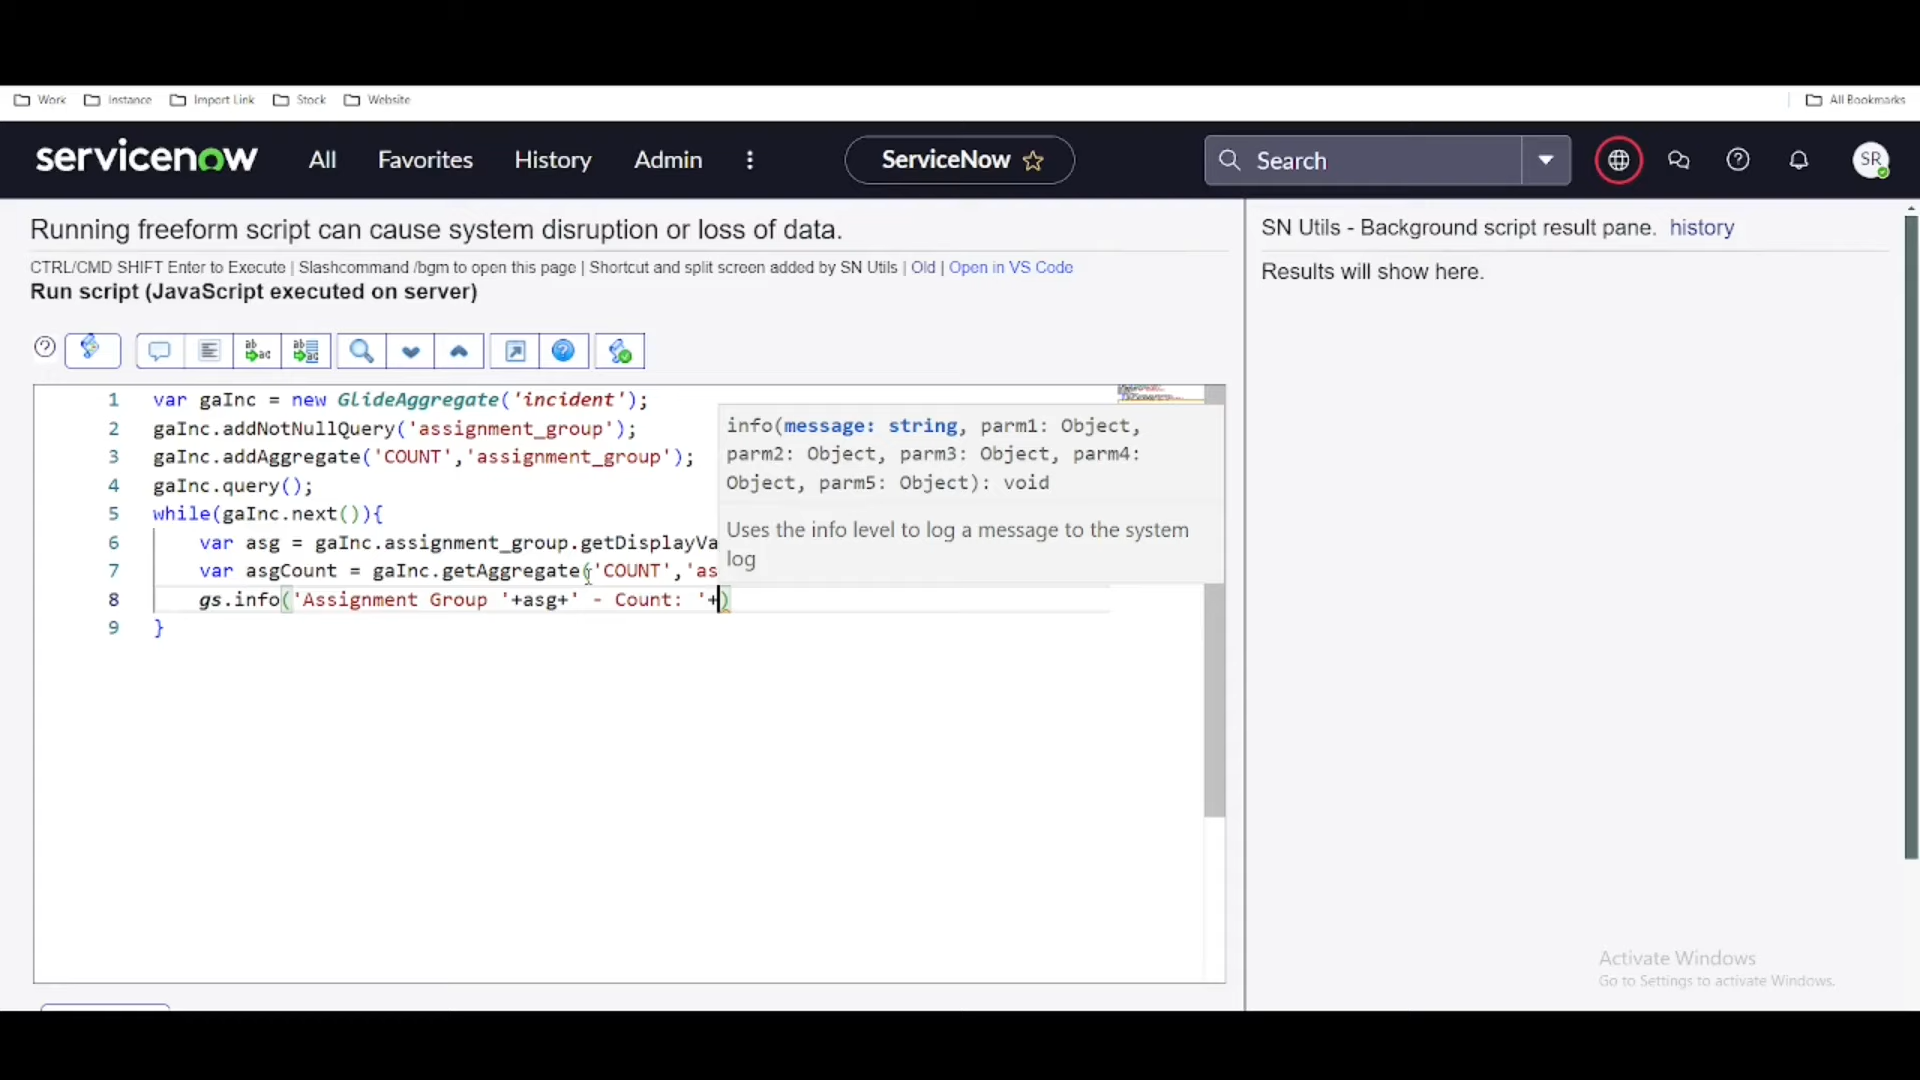 Work Instance Import Link Stock Website All Bookmarks
servicenow All Favorites History Admin ServiceNow Search SR
Running freeform script can cause system disruption or loss of data.
CTRL/CMD SHIFT Enter to Execute | Slashcommand /bgm to open this page | Shortcut and split screen added by SN Utils | Old | Open in VS Code
Run script (JavaScript executed on server)
SN Utils - Background script result pane. history
Results will show here.
1 var gaInc = new GlideAggregate('incident');
2 gaInc.addNotNullQuery('assignment_group');
3 gaInc.addAggregate('COUNT','assignment_group');
4 gaInc.query();
5 while(gaInc.next()){
6 var asg = gaInc.assignment_group.getDisplayVa
7 var asgCount = gaInc.getAggregate('COUNT','as
8 gs.info('Assignment Group '+asg+' - Count: '+)
9 }
info(message: string, parm1: Object,
parm2: Object, parm3: Object, parm4:
Object, parm5: Object): void
Uses the info level to log a message to the system
log
Activate Windows
Go to Settings to activate Windows.